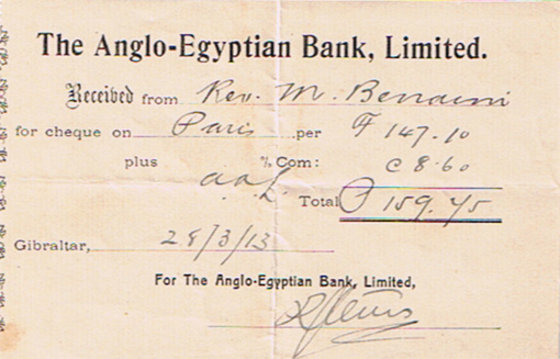 The Anglo-Egyptian Bank, Limited.
Received from Rev. M. Benaim
for cheque on Paris per F 147.10
plus % Com: c 8.60
Total P 159.45
Gibraltar, 28/3/13
For The Anglo-Egyptian Bank, Limited,